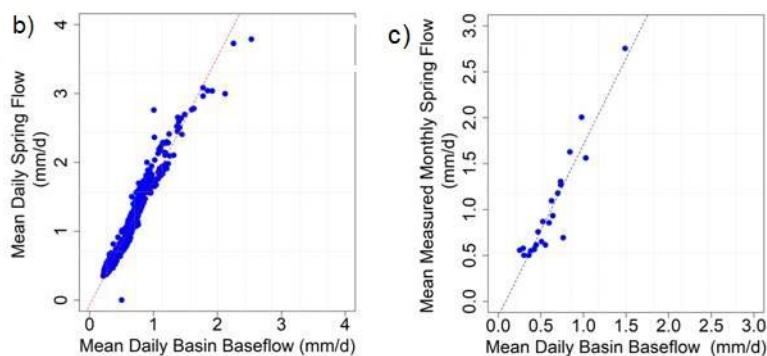 b)
Mean Daily Spring Flow
(mm/d)
4
3
2
1
0
0 1 2 3 4
Mean Daily Basin Baseflow (mm/d)
c)
Mean Measured Monthly Spring Flow
(mm/d)
3.0
2.5
2.0
1.5
1.0
0.5
0.0
0.0 0.5 1.0 1.5 2.0 2.5 3.0
Mean Daily Basin Baseflow (mm/d)